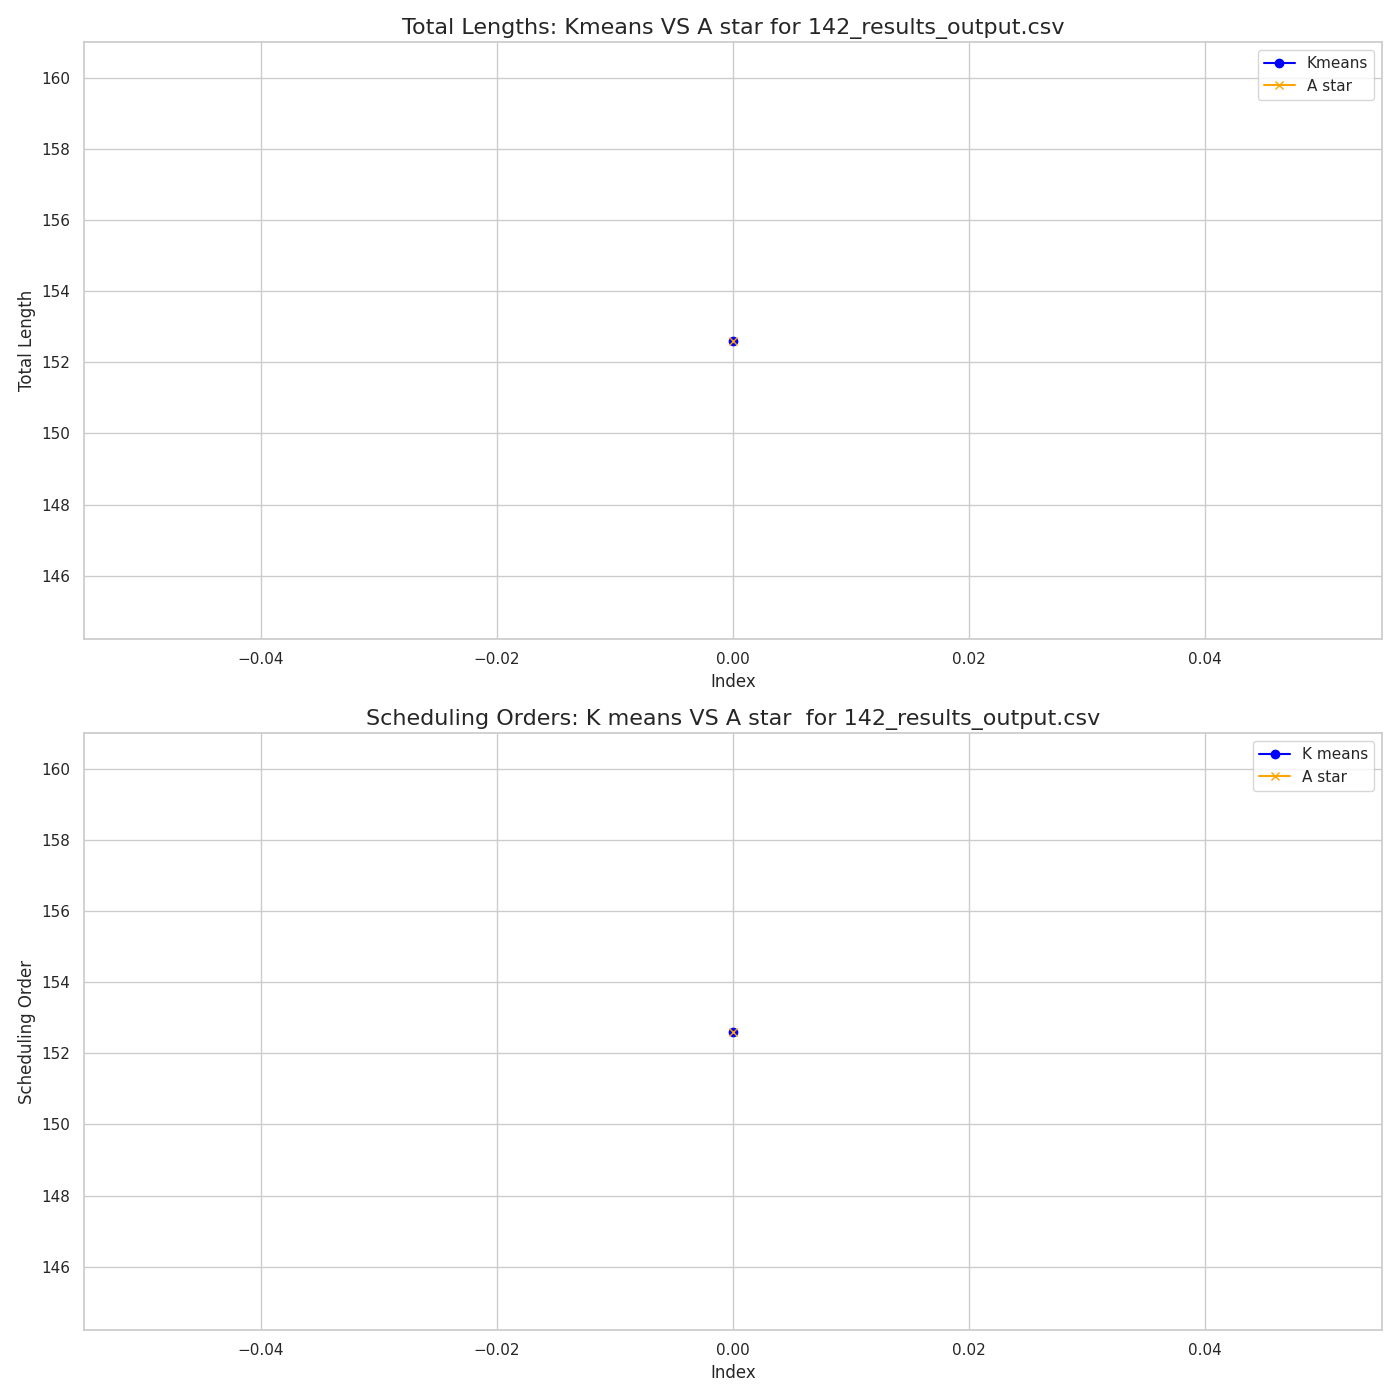 Total Lengths: Kmeans VS A star for 142_results_output.csv
Kmeans
A star
160
158
156
154
152
150
148
146
Total Length
−0.04
−0.02
0.00
0.02
0.04
Index
Scheduling Orders: K means VS A star  for 142_results_output.csv
K means
A star
160
158
156
154
152
150
148
146
Scheduling Order
−0.04
−0.02
0.00
0.02
0.04
Index